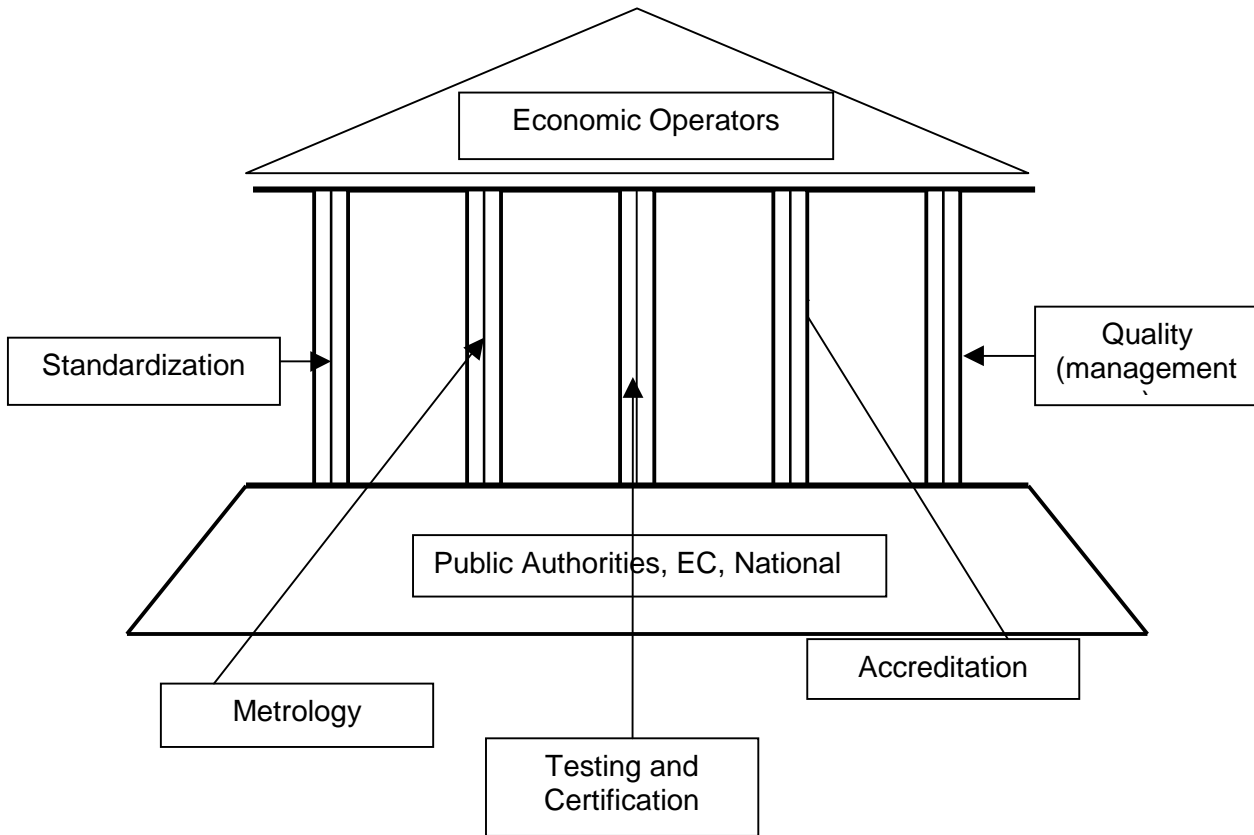 Economic Operators
Standardization
Quality
(management
)
Public Authorities, EC, National
Accreditation
Metrology
Testing and
Certification